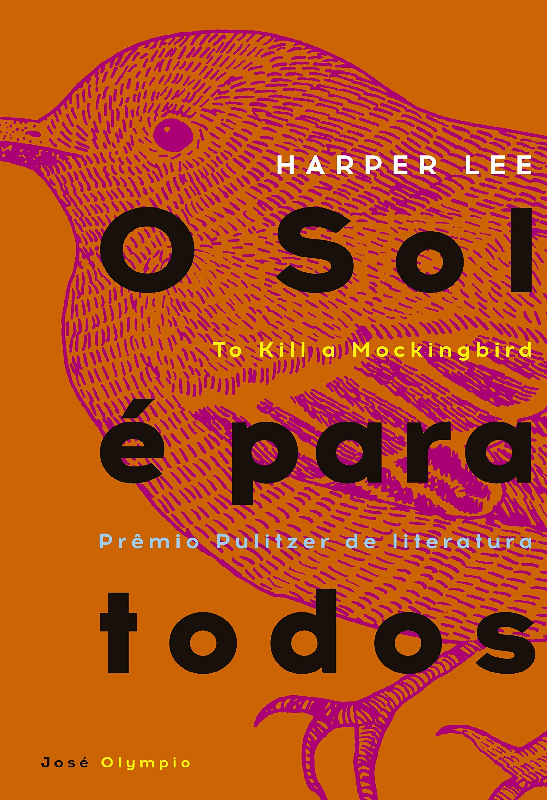 HARPER LEE
O Sol
To Kill a Mockingbird
é para
Prêmio Pulitzer de literatura
todos
José Olympio